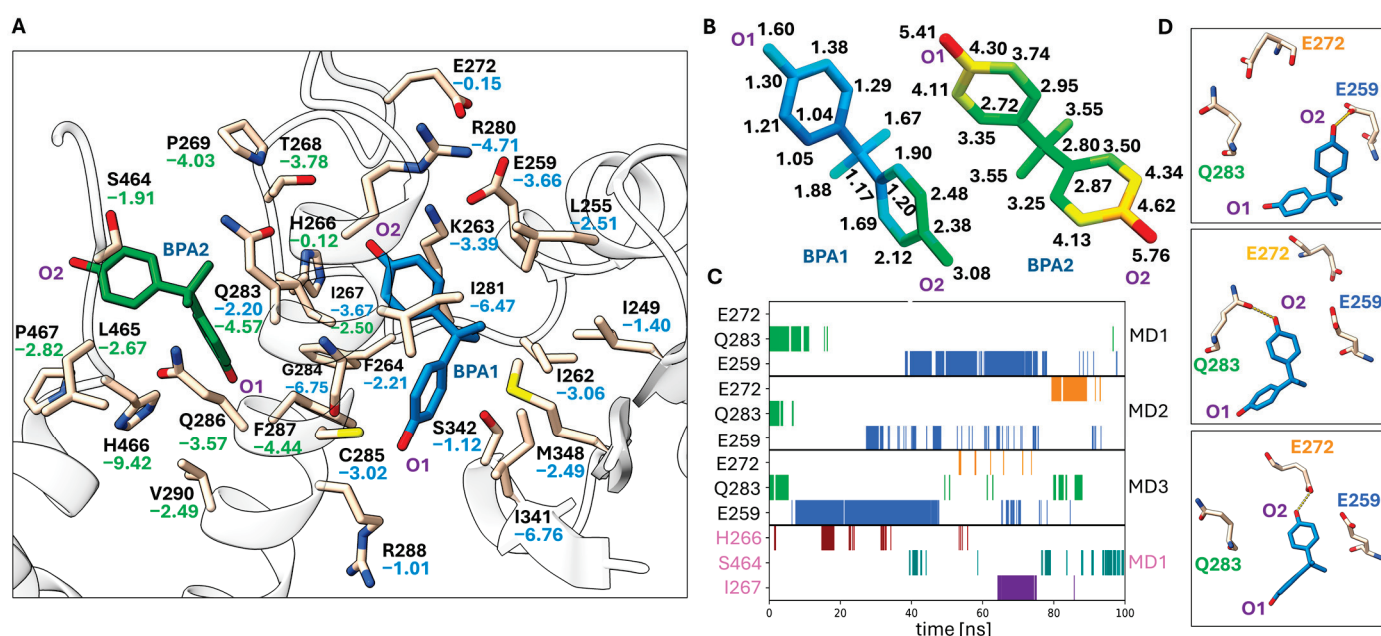 A
E272
−0.15
P269
−4.03
T268
−3.78
R280
−4.71
E259
−3.66
S464
−1.91
L255
−2.51
H266
−0.12
O2
K263
−3.39
BPA2
O2
Q283
−2.20
−4.57
I267
−3.67
−2.50
I281
−6.47
I249
−1.40
P467
−2.82
L465
−2.67
O1
G284
−6.75
F264
−2.21
BPA1
I262
−3.06
H466
−9.42
Q286
−3.57
F287
−4.44
C285
−3.02
O1
S342
−1.12
M348
−2.49
V290
−2.49
I341
−6.76
R288
−1.01
B
O1
1.60
1.38
1.30
1.29
1.04
1.21
1.05
1.67
1.88
1.90
1.17
1.20
2.48
1.69
2.38
2.12
BPA1
O2
3.08
5.41
O1
4.30
3.74
4.11
2.95
2.72
3.55
3.35
2.80
3.50
3.55
2.87
4.34
3.25
4.62
4.13
BPA2
5.76
O2
C
E272
Q283
E259
MD1
E272
Q283
E259
MD2
E272
Q283
E259
MD3
H266
S464
I267
MD1
0
20
40
60
80
100
time [ns]
D
E272
E259
O2
Q283
O1
E272
O2
E259
Q283
O1
E272
O2
E259
Q283
O1